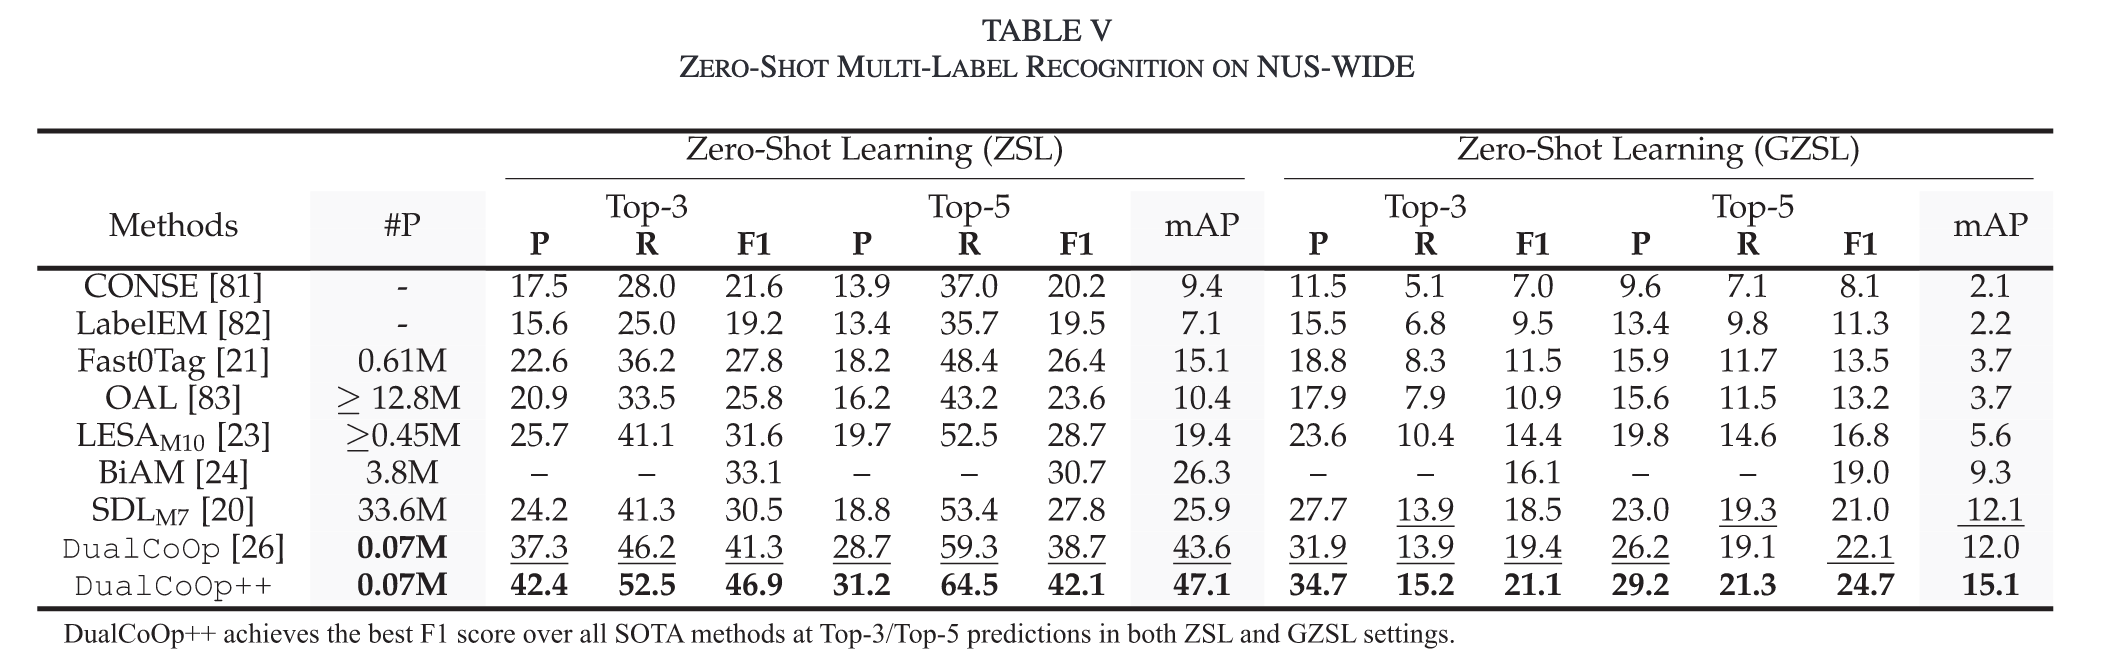 TABLE V
ZERO-SHOT MULTI-LABEL RECOGNITION ON NUS-WIDE
Zero-Shot Learning (ZSL) Zero-Shot Learning (GZSL)
Methods #P Top-3 Top-5 mAP Top-3 Top-5 mAP
P R F1 P R F1 P R F1 P R F1
CONSE [81] - 17.5 28.0 21.6 13.9 37.0 20.2 9.4 11.5 5.1 7.0 9.6 7.1 8.1 2.1
LabelEM [82] - 15.6 25.0 19.2 13.4 35.7 19.5 7.1 15.5 6.8 9.5 13.4 9.8 11.3 2.2
Fast0Tag [21] 0.61M 22.6 36.2 27.8 18.2 48.4 26.4 15.1 18.8 8.3 11.5 15.9 11.7 13.5 3.7
OAL [83] ≥ 12.8M 20.9 33.5 25.8 16.2 43.2 23.6 10.4 17.9 7.9 10.9 15.6 11.5 13.2 3.7
LESAM10 [23] ≥0.45M 25.7 41.1 31.6 19.7 52.5 28.7 19.4 23.6 10.4 14.4 19.8 14.6 16.8 5.6
BiAM [24] 3.8M – – 33.1 – – 30.7 26.3 – – 16.1 – – 19.0 9.3
SDLM7 [20] 33.6M 24.2 41.3 30.5 18.8 53.4 27.8 25.9 27.7 13.9 18.5 23.0 19.3 21.0 12.1
DualCoOp [26] 0.07M 37.3 46.2 41.3 28.7 59.3 38.7 43.6 31.9 13.9 19.4 26.2 19.1 22.1 12.0
DualCoOp++ 0.07M 42.4 52.5 46.9 31.2 64.5 42.1 47.1 34.7 15.2 21.1 29.2 21.3 24.7 15.1
DualCoOp++ achieves the best F1 score over all SOTA methods at Top-3/Top-5 predictions in both ZSL and GZSL settings.